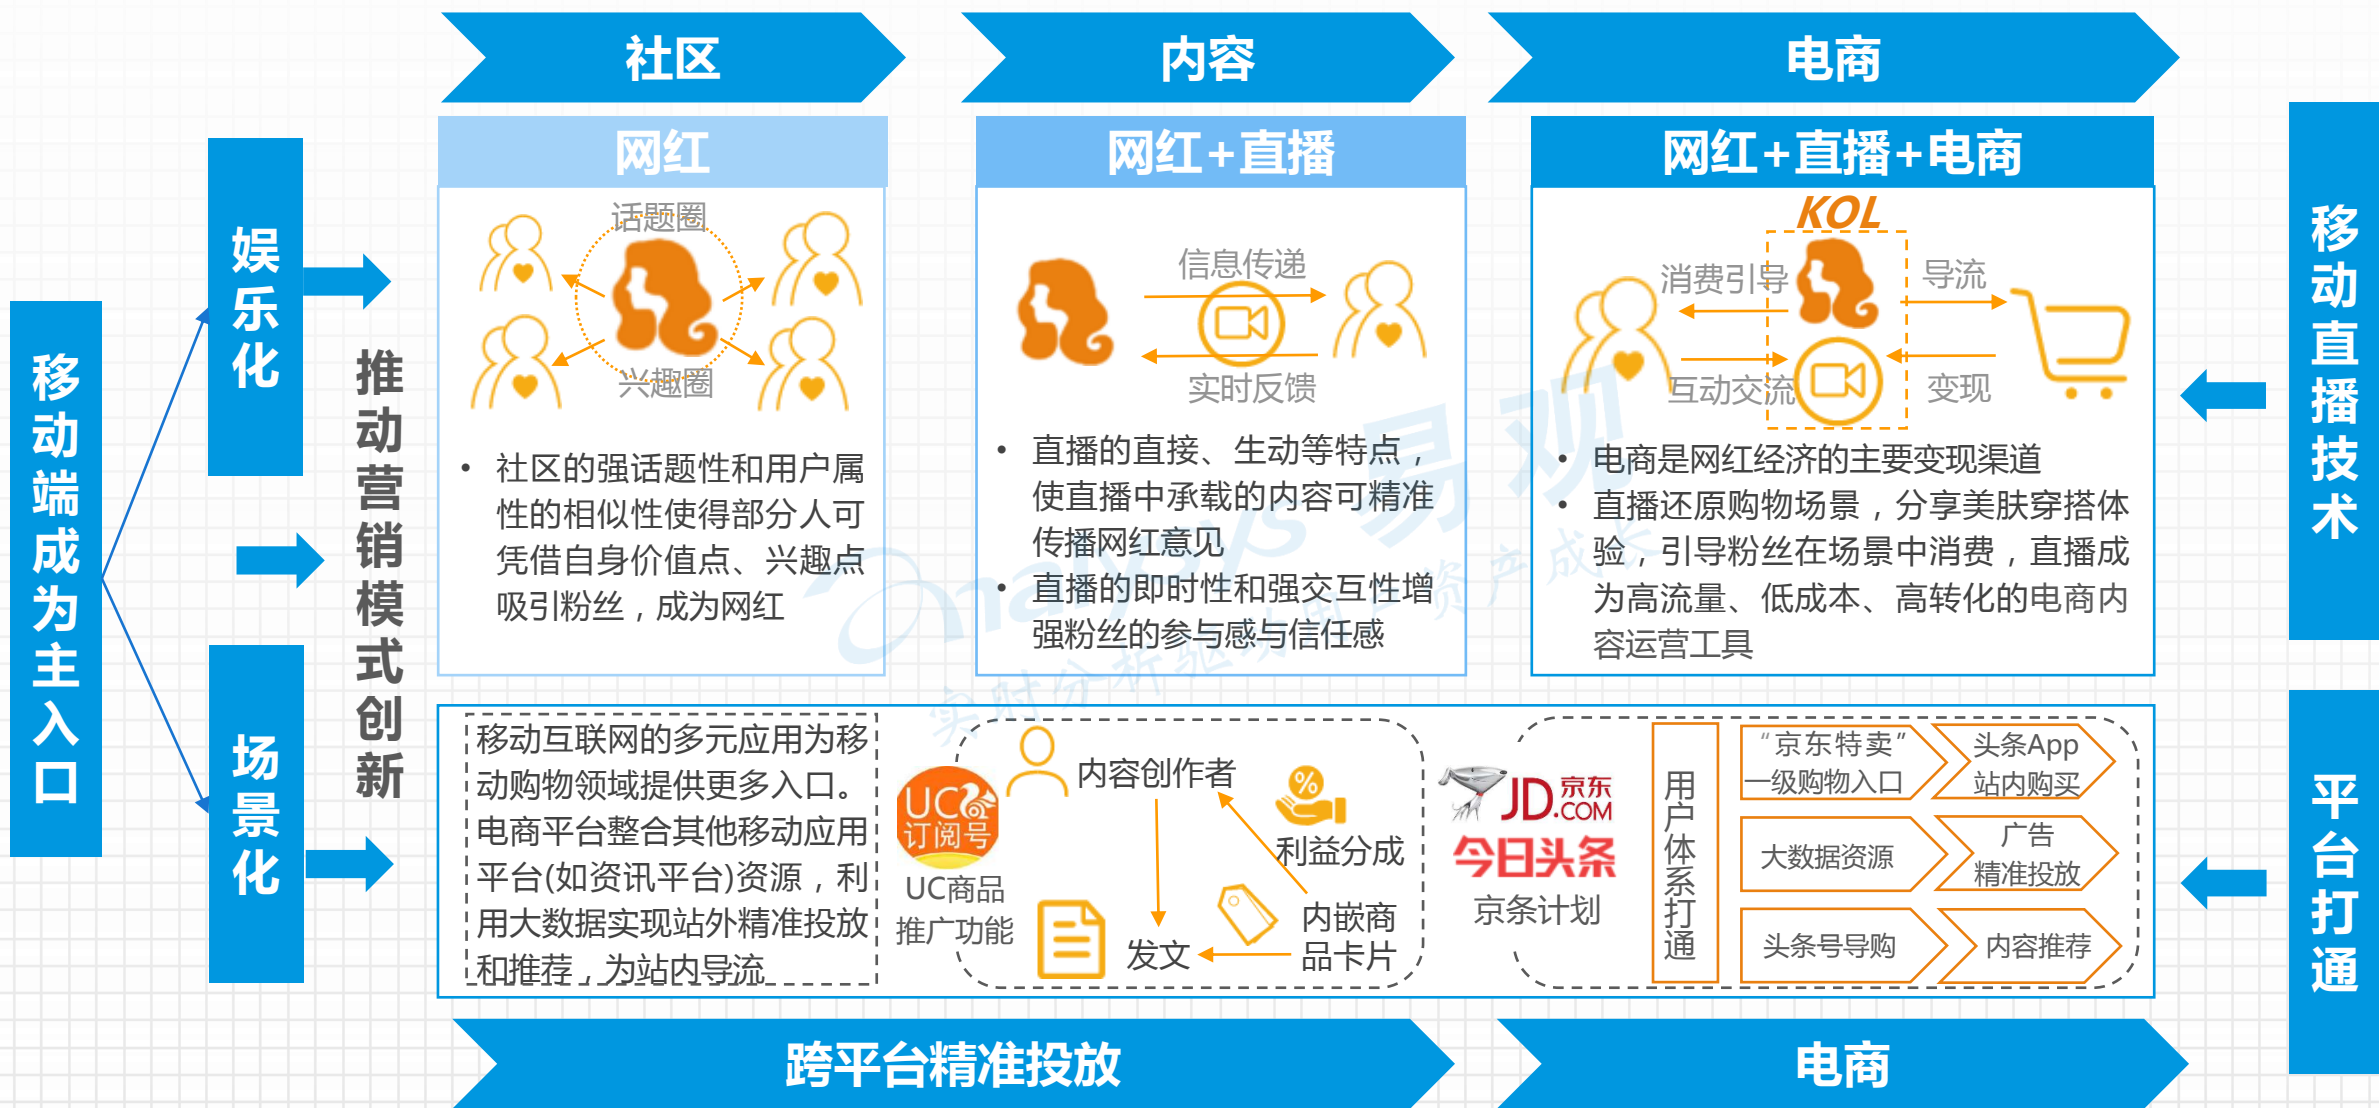 社区
内容
电商
移动端成为主入口
娱乐化
场景化
推动营销模式创新
网红
话题圈
兴趣圈
• 社区的强话题性和用户属
性的相似性使得部分人可
凭借自身价值点、兴趣点
吸引粉丝，成为网红
网红+直播
信息传递
实时反馈
• 直播的直接、生动等特点，
使直播中承载的内容可精准
传播网红意见
• 直播的即时性和强交互性增
强粉丝的参与感与信任感
网红+直播+电商
KOL
消费引导
导流
互动交流
变现
• 电商是网红经济的主要变现渠道
• 直播还原购物场景，分享美肤穿搭体
验，引导粉丝在场景中消费，直播成
为高流量、低成本、高转化的电商内
容运营工具
移动直播技术
平台打通
移动互联网的多元应用为移
动购物领域提供更多入口。
电商平台整合其他移动应用
平台(如资讯平台)资源，利
用大数据实现站外精准投放
和推荐，为站内导流
UC
订阅号
UC商品
推广功能
内容创作者
%
利益分成
发文
内嵌商
品卡片
JD京东
.COM
今日头条
京条计划
用户体系打通
“京东特卖”
一级购物入口
头条App
站内购买
大数据资源
广告
精准投放
头条号导购
内容推荐
跨平台精准投放
电商
analysys 易观
实时分析驱动用户资产成长